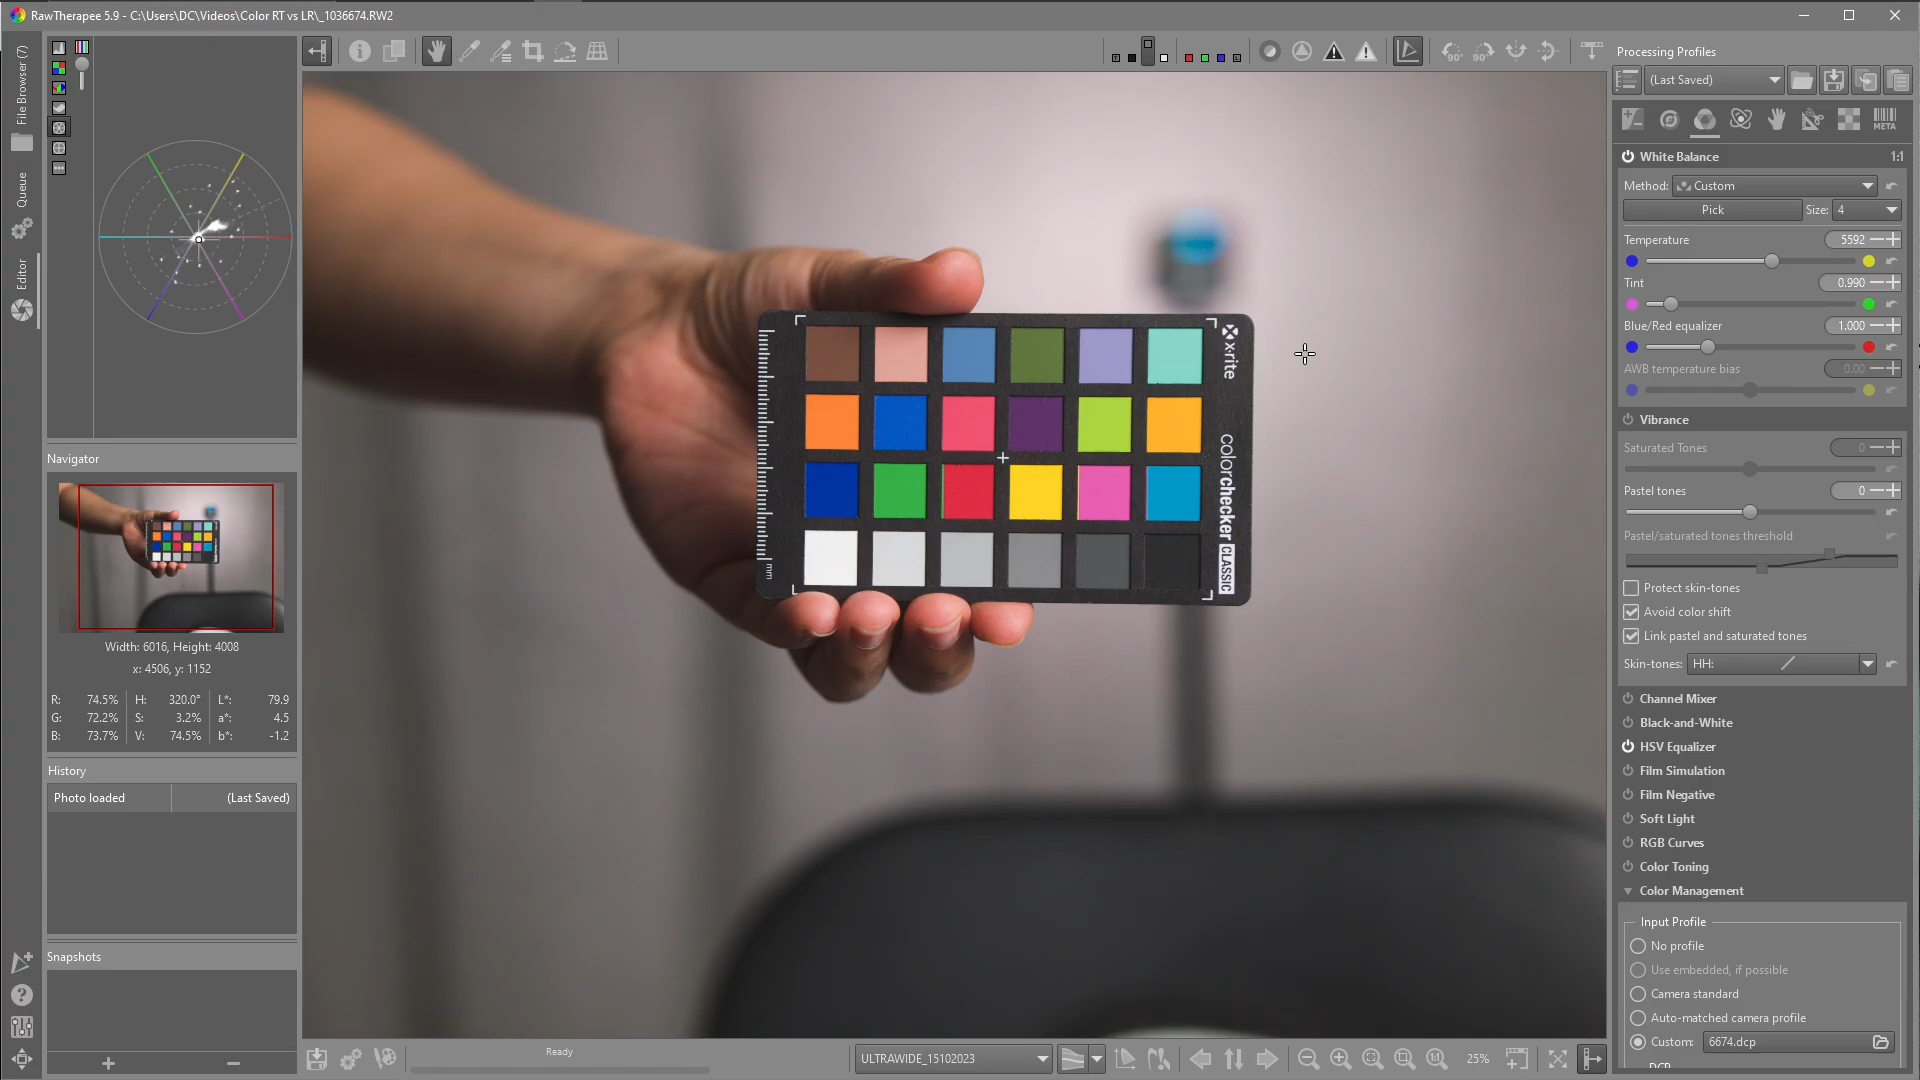 RawTherapee 5.9 - C:\Users\DC\Videos\Color RT vs LR\_1036674.RW2
File Browser (7)
Queue
Editor
Navigator
Width: 6016, Height: 4008
x: 4506, y: 1152
R: 74.5% H: 320.0° L*: 79.9
G: 72.2% S: 3.2% a*: 4.5
B: 73.7% V: 74.5% b*: -1.2
History
Photo loaded (Last Saved)
Snapshots
x-rite
colorchecker CLASSIC
mm
Ready
ULTRAWIDE_15102023
25%
Processing Profiles
(Last Saved)
META
White Balance 1:1
Method: Custom
Pick Size: 4
Temperature 5592
Tint 0.990
Blue/Red equalizer 1.000
AWB temperature bias 0.00
Vibrance
Saturated Tones 0
Pastel tones 0
Pastel/saturated tones threshold
Protect skin-tones
Avoid color shift
Link pastel and saturated tones
Skin-tones: HH:
Channel Mixer
Black-and-White
HSV Equalizer
Film Simulation
Film Negative
Soft Light
RGB Curves
Color Toning
Color Management
Input Profile
No profile
Use embedded, if possible
Camera standard
Auto-matched camera profile
Custom: 6674.dcp
DCP